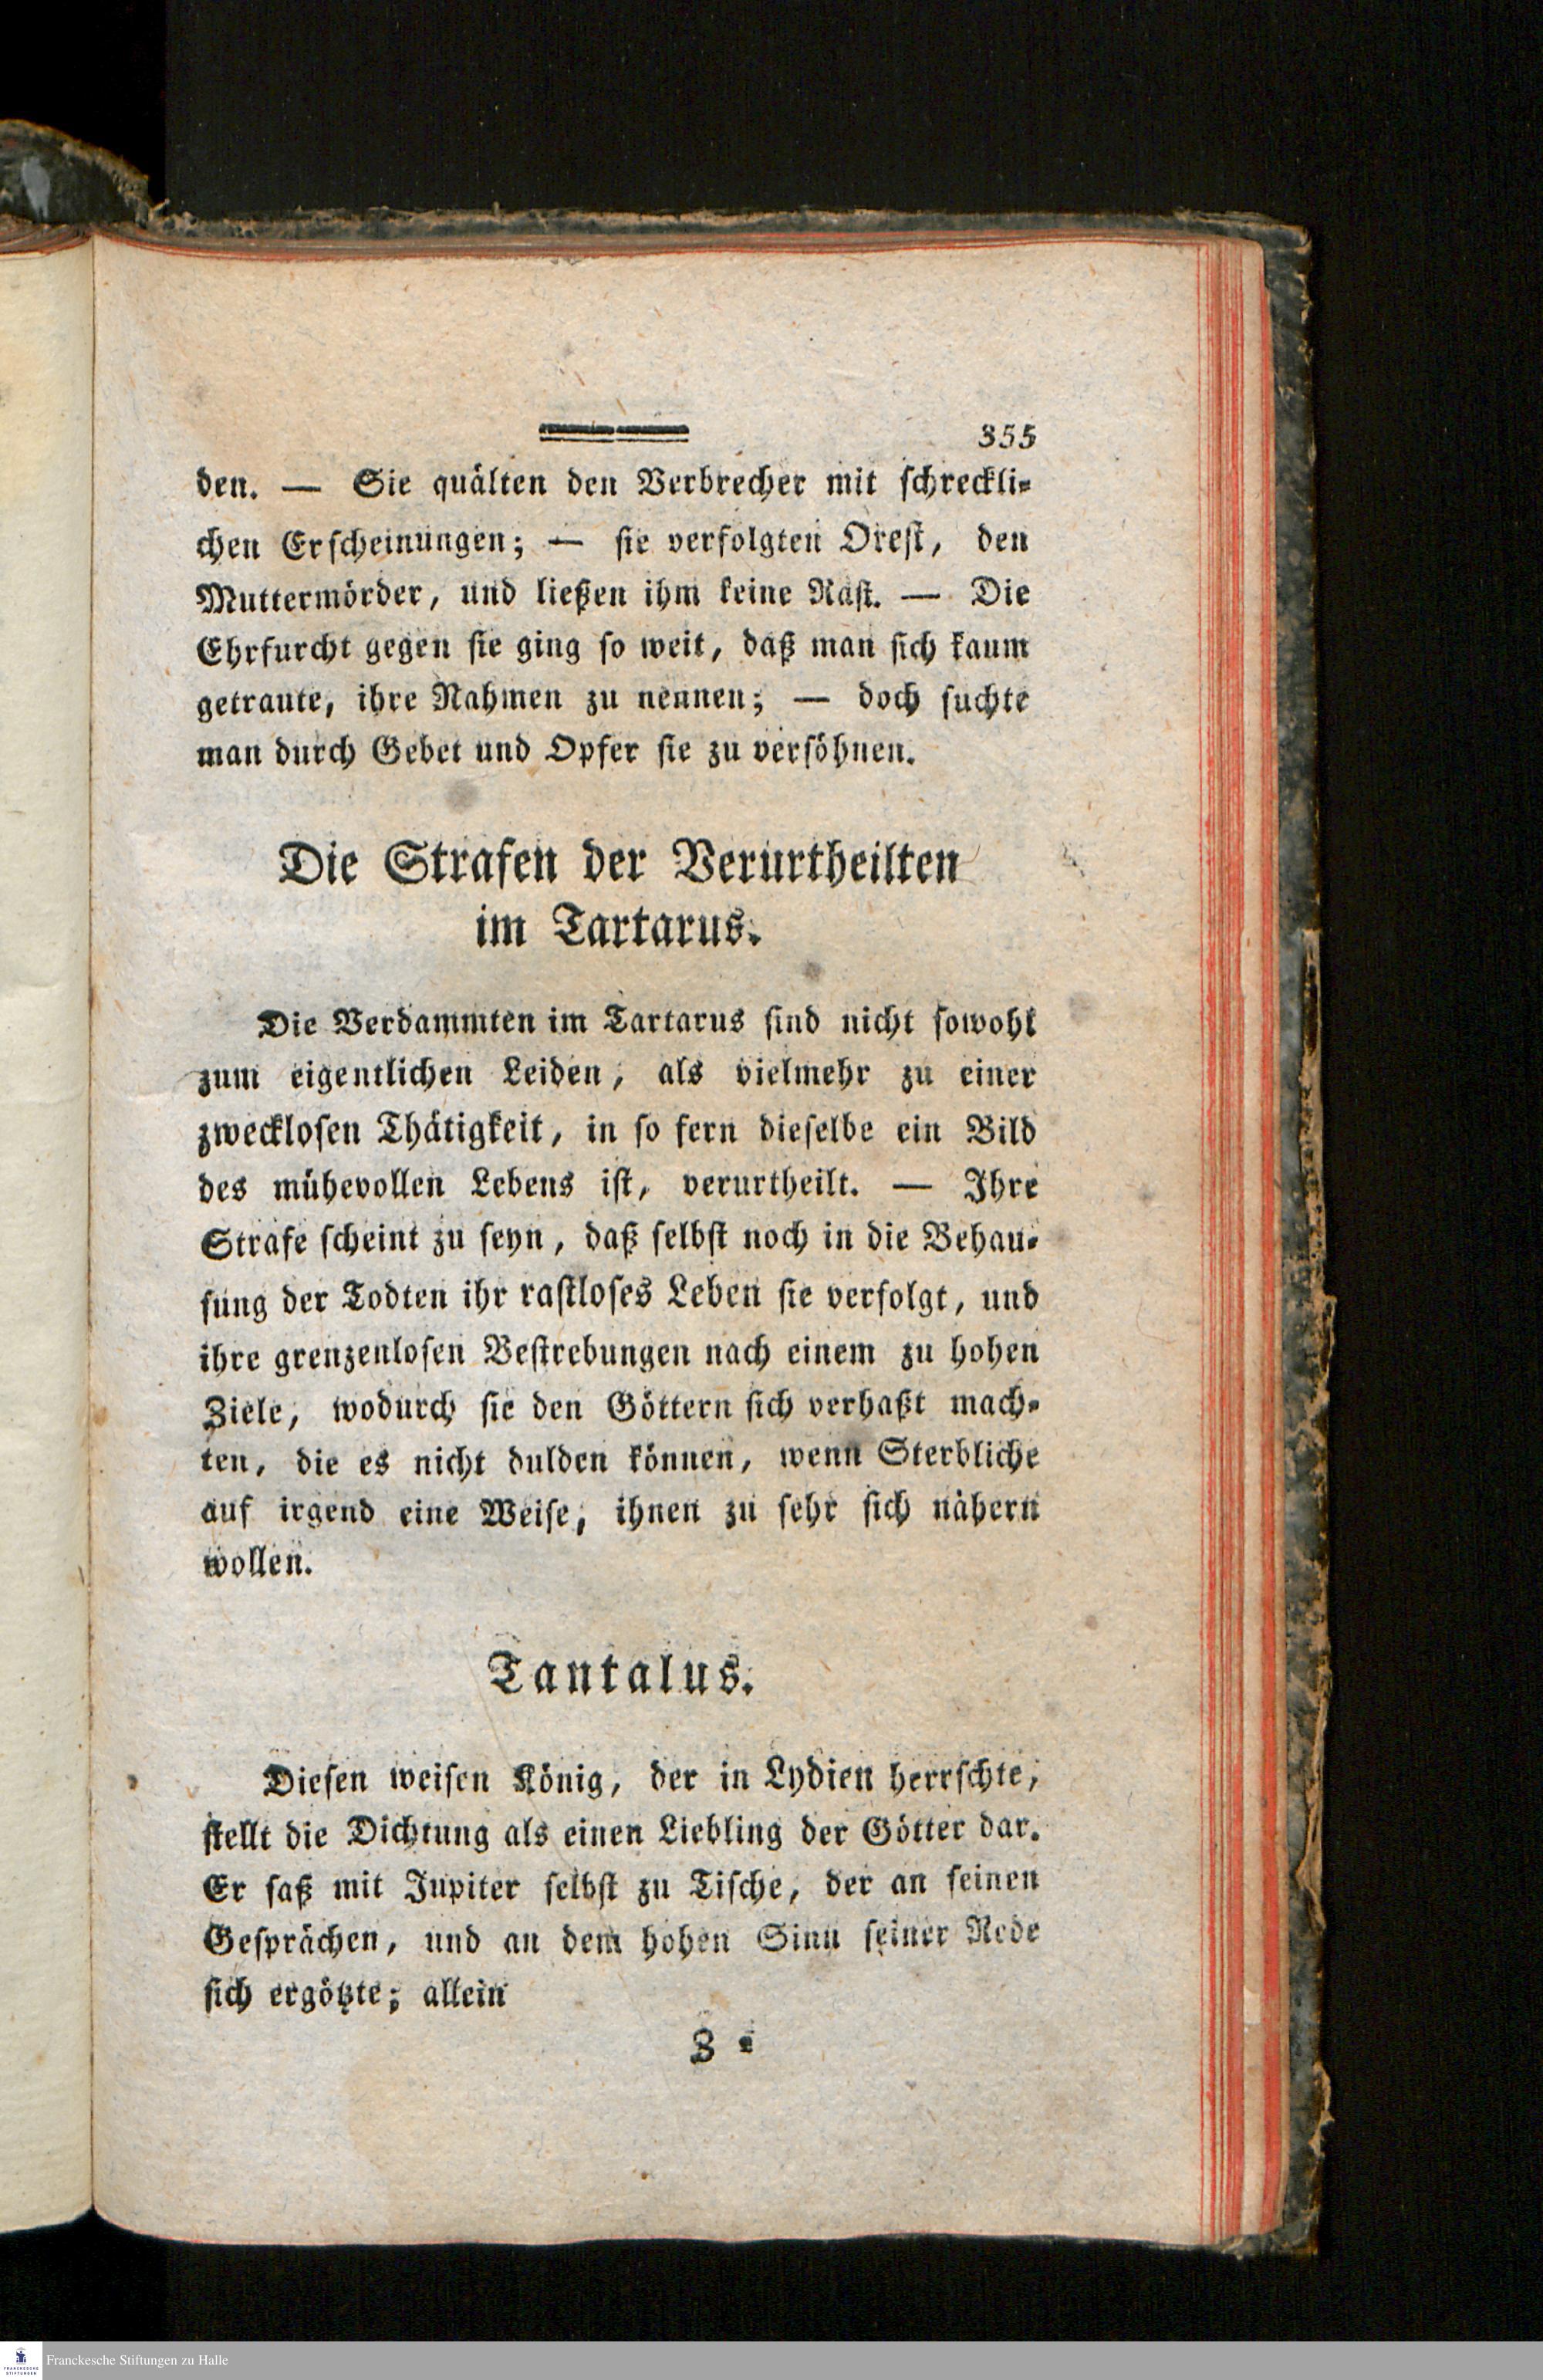 355
den. — Sie quälten den Verbrecher mit schreckli-
chen Erscheinungen; — sie verfolgten Orest, den
Muttermörder, und ließen ihm keine Rast. — Die
Ehrfurcht gegen sie ging so weit, daß man sich kaum
getraute, ihre Nahmen zu nennen; — doch suchte
man durch Gebet und Opfer sie zu versöhnen.
Die Strafen der Verurtheilten
im Tartarus.
Die Verdammten im Tartarus sind nicht sowohl
zum eigentlichen Leiden, als vielmehr zu einer
zwecklosen Thätigkeit, in so fern dieselbe ein Bild
des mühevollen Lebens ist, verurtheilt. — Ihre
Strafe scheint zu seyn, daß selbst noch in die Behau-
sung der Todten ihr rastloses Leben sie verfolgt, und
ihre grenzenlosen Bestrebungen nach einem zu hohen
Ziele, wodurch sie den Göttern sich verhaßt mach-
ten, die es nicht dulden können, wenn Sterbliche
auf irgend eine Weise, ihnen zu sehr sich nähern
wollen.
Tantalus.
Diesen weisen König, der in Lydien herrschte,
stellt die Dichtung als einen Liebling der Götter dar.
Er saß mit Jupiter selbst zu Tische, der an seinen
Gesprächen, und an dem hohen Sinn seiner Rede
sich ergötzte; allein
Z 2
FRANCKESCHE
STIFTUNGEN
Franckesche Stiftungen zu Halle